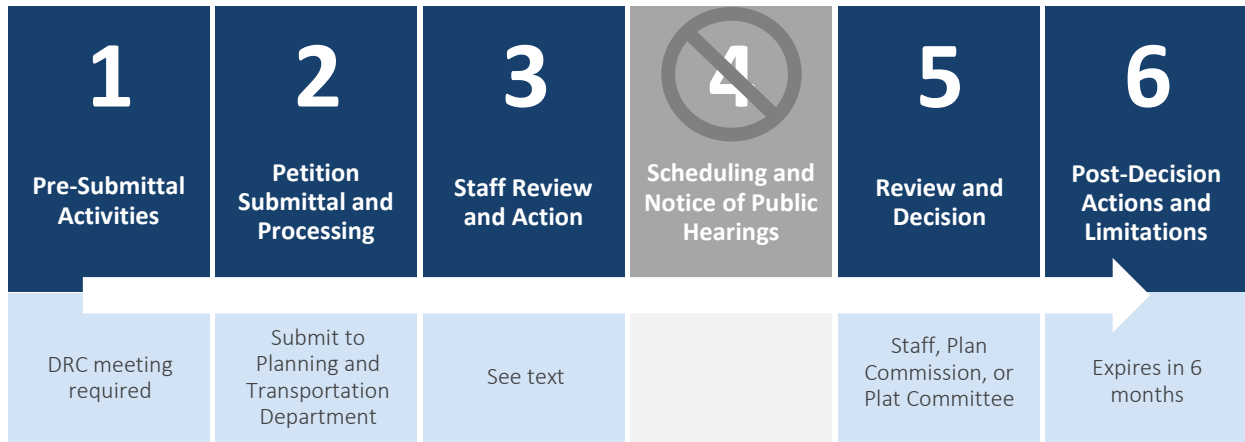 1
Pre-Submittal
Activities
DRC meeting
required
2
Petition
Submittal and
Processing
Submit to
Planning and
Transportation
Department
3
Staff Review
and Action
See text
4
Scheduling and
Notice of Public
Hearings
5
Review and
Decision
Staff, Plan
Commission, or
Plat Committee
6
Post-Decision
Actions and
Limitations
Expires in 6
months